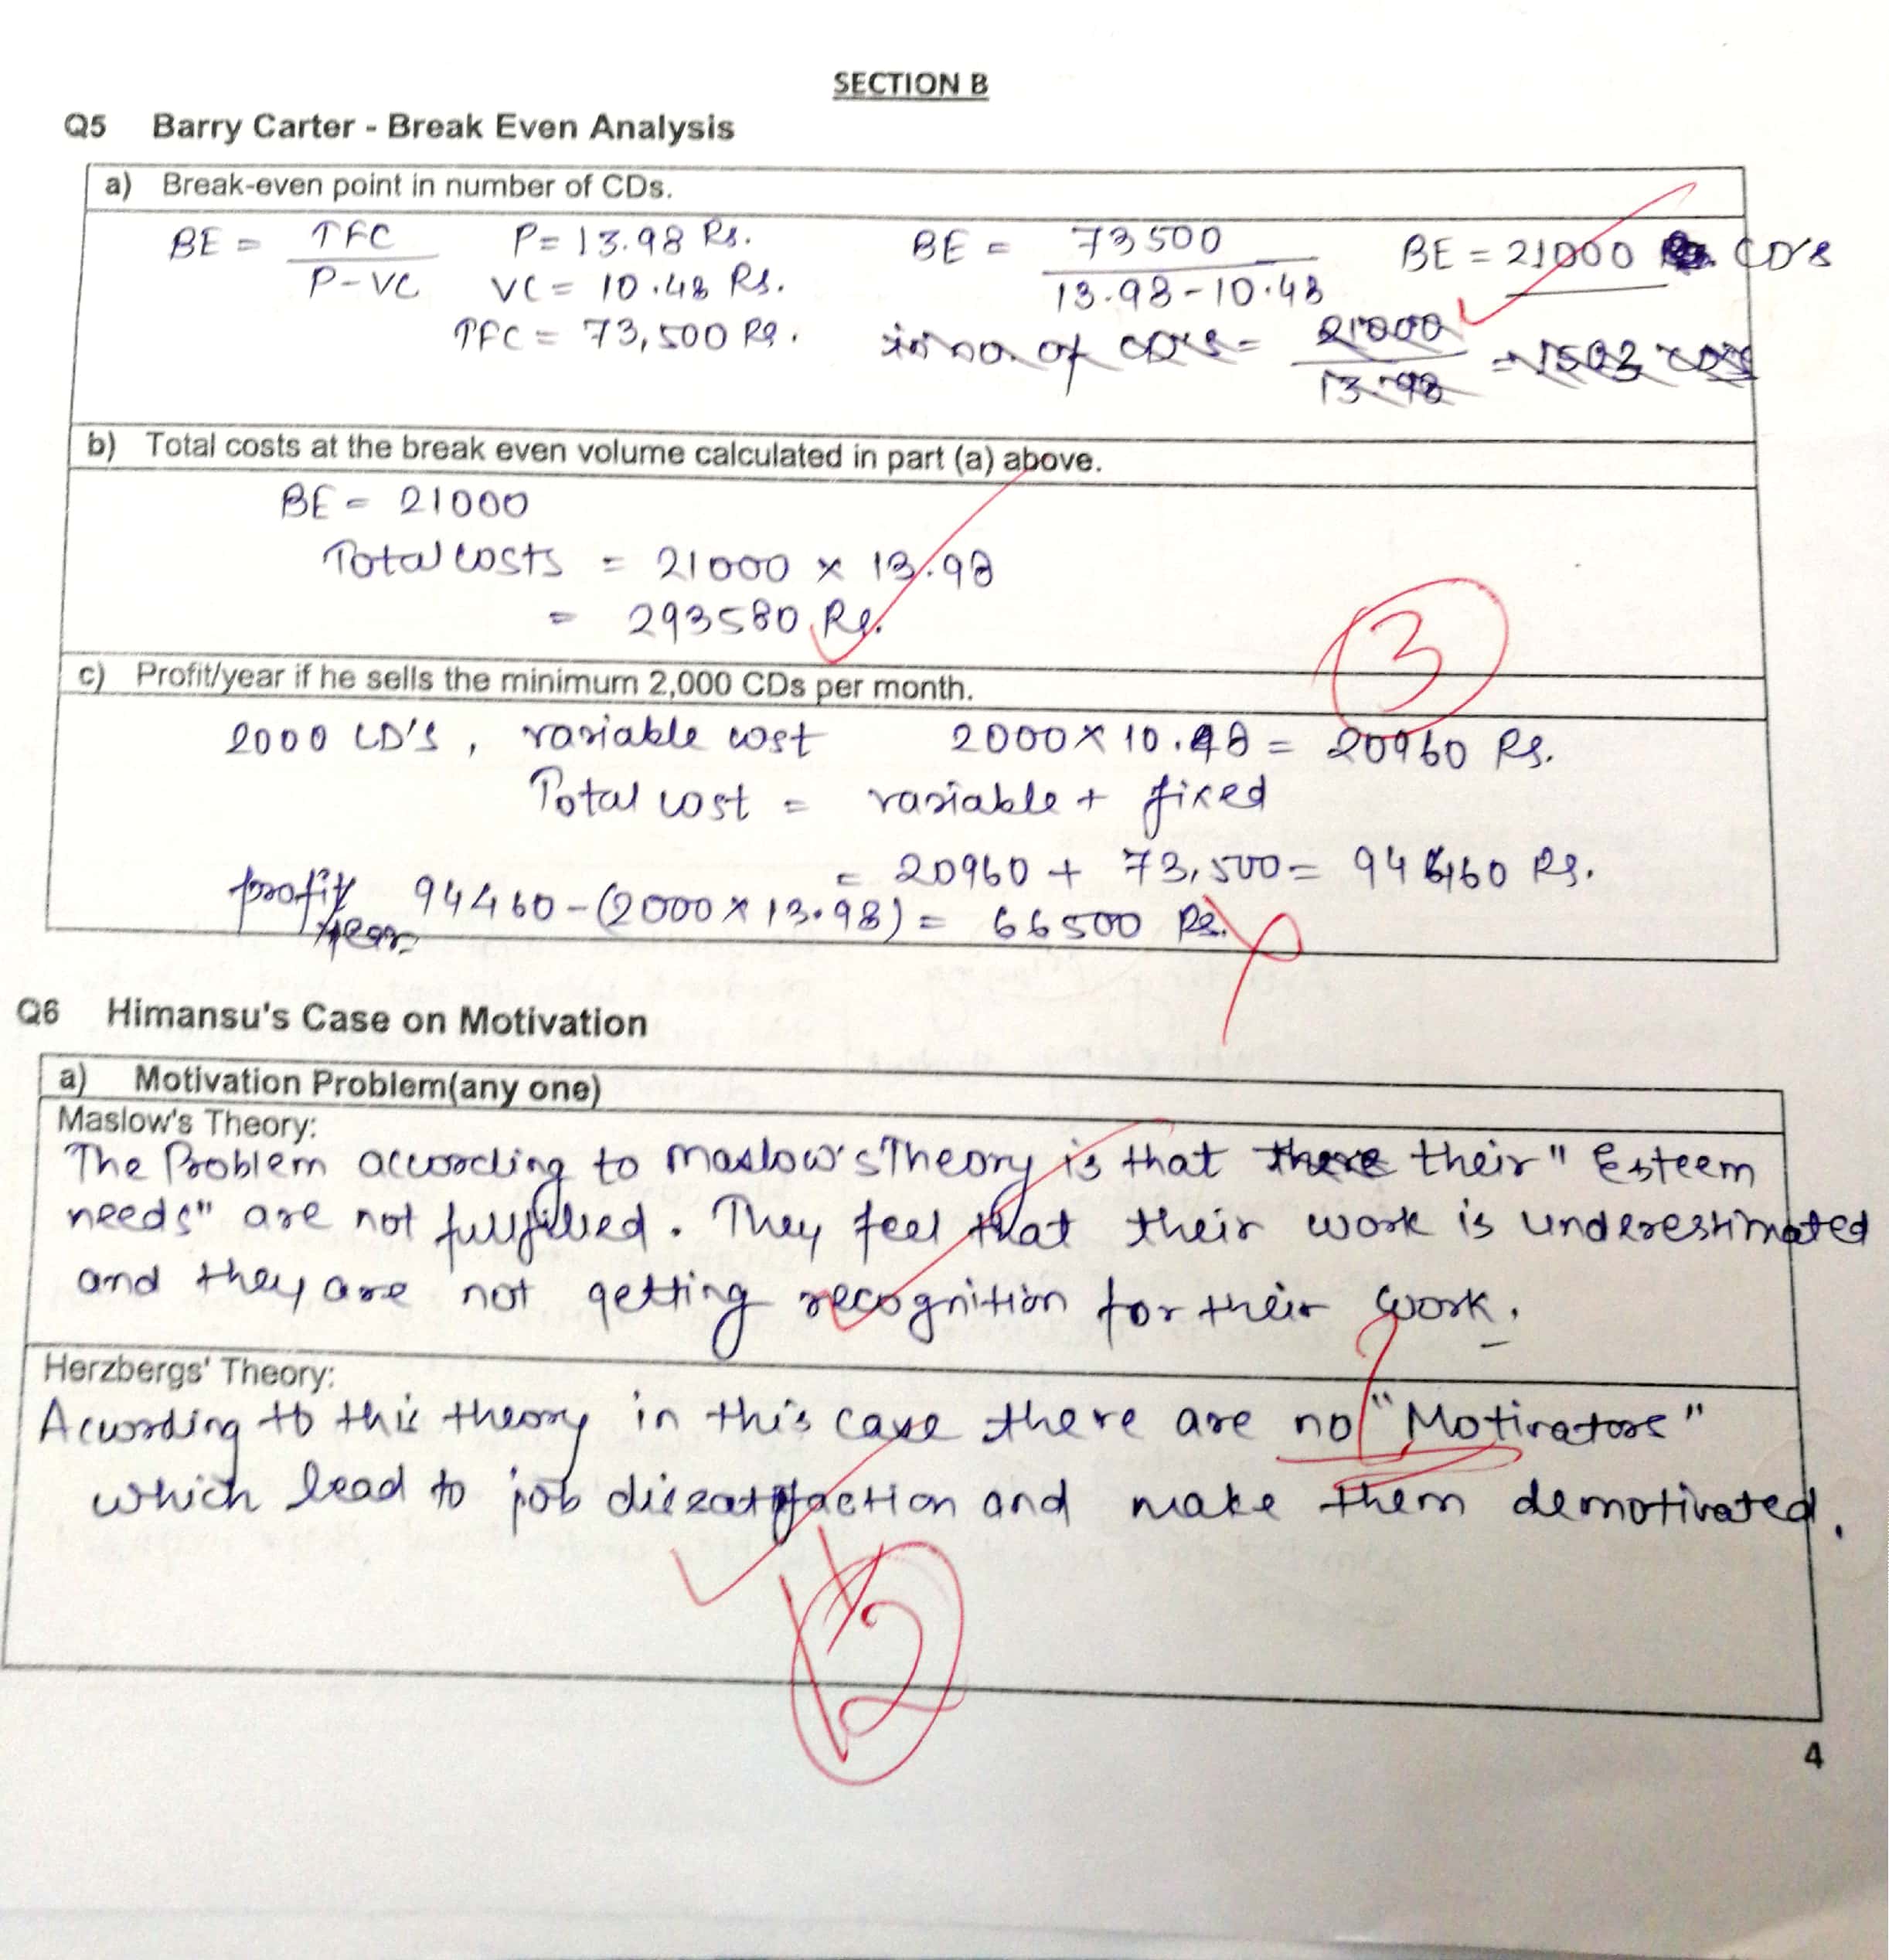 SECTION B
Q5 Barry Carter - Break Even Analysis
a) Break-even point in number of CDs.
BE = TFC / P-VC P = 13.98 Rs. BE = 73500 / 13.98-10.48 BE = 21000 CD's
VC = 10.48 Rs.
TFC = 73,500 Rs. in no. of CD's = 21000 / 13.98 = 1502 CD's
b) Total costs at the break even volume calculated in part (a) above.
BE = 21000
Total costs = 21000 × 13.98
= 293580 Rs.
3
c) Profit/year if he sells the minimum 2,000 CDs per month.
2000 CD's, variable cost 2000 × 10.48 = 20960 Rs.
Total cost = variable + fixed
= 20960 + 73,500 = 94460 Rs.
profit/year 94460 - (2000 × 13.98) = 66500 Rs.
Q6 Himansu's Case on Motivation
a) Motivation Problem(any one)
Maslow's Theory:
The Problem according to Maslow's Theory is that there their "Esteem
needs" are not fullfilled. They feel that their work is underestimated
and they are not getting recognition for their work.
Herzbergs' Theory:
According to this theory in this case there are no "Motivators"
which lead to job dissatisfaction and make them demotivated.
2
4